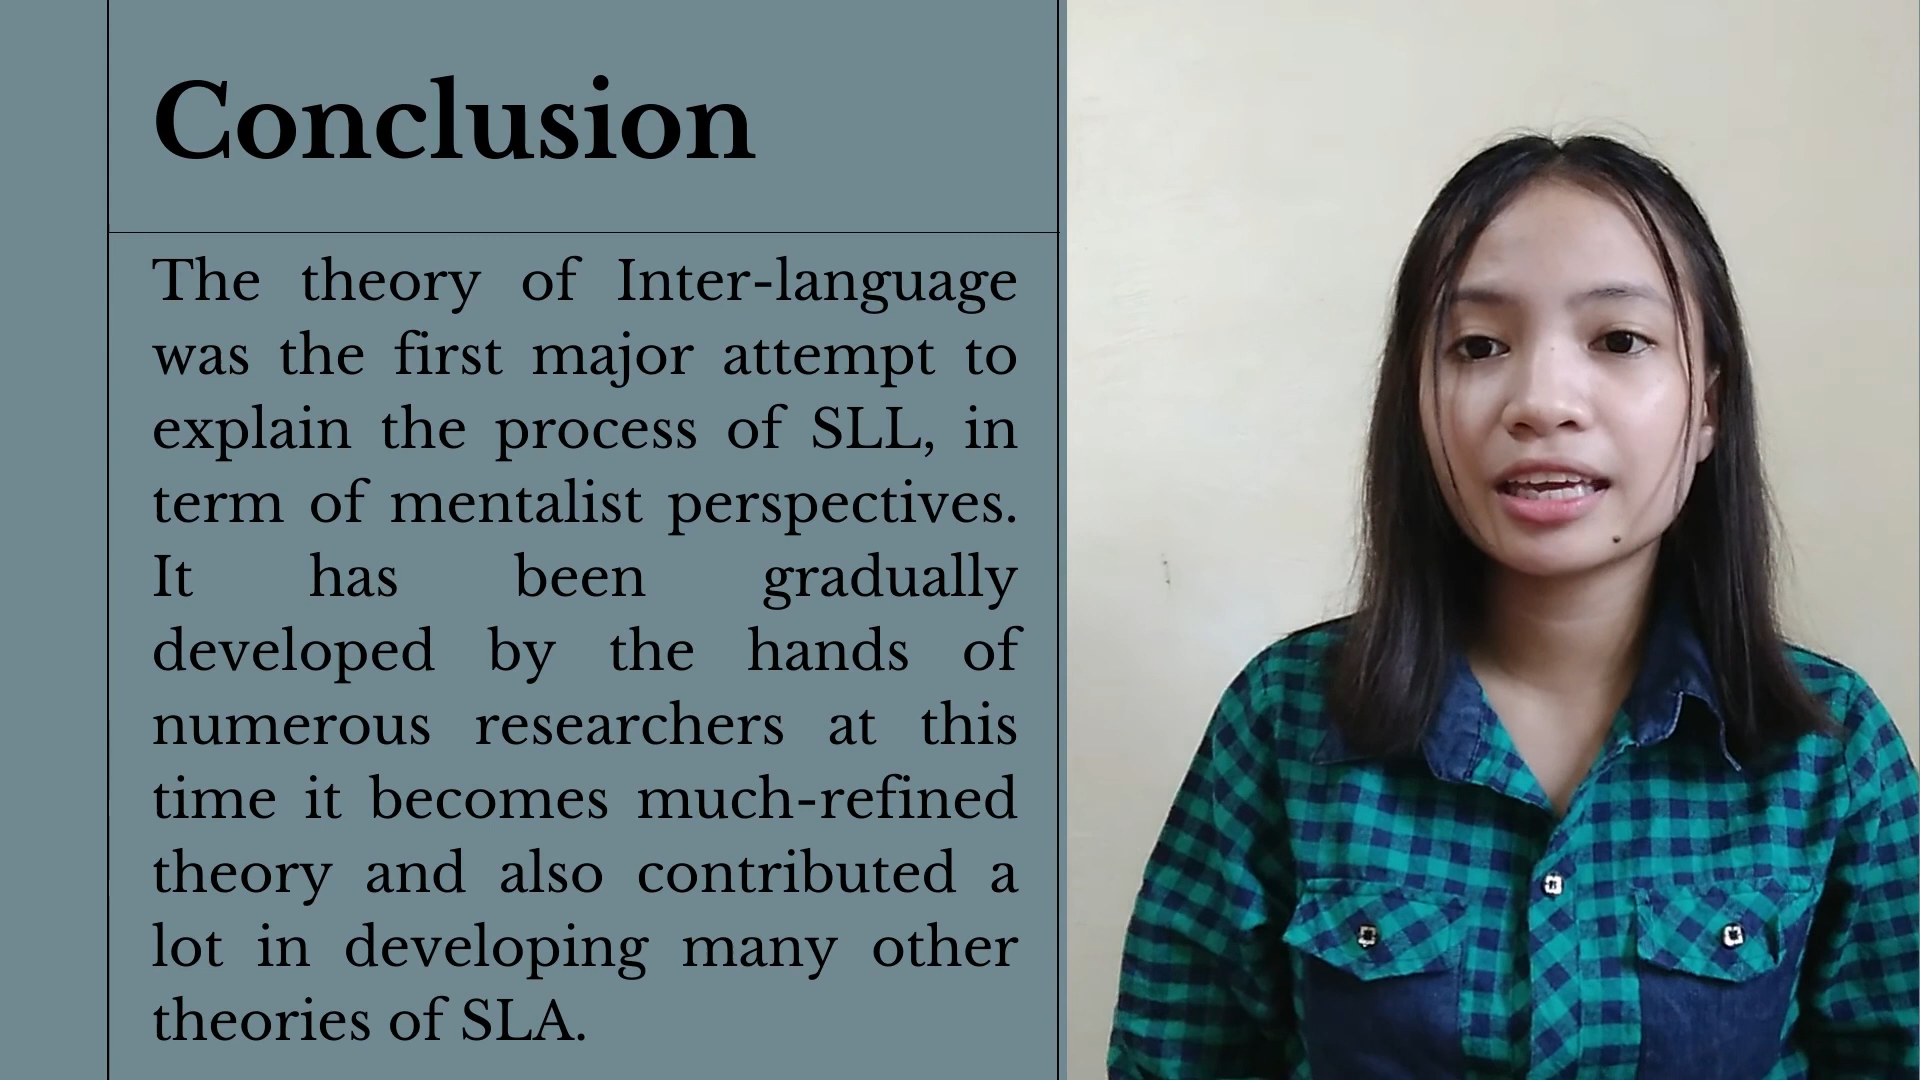 Conclusion
The theory of Inter-language
was the first major attempt to
explain the process of SLL, in
term of mentalist perspectives.
It has been gradually
developed by the hands of
numerous researchers at this
time it becomes much-refined
theory and also contributed a
lot in developing many other
theories of SLA.